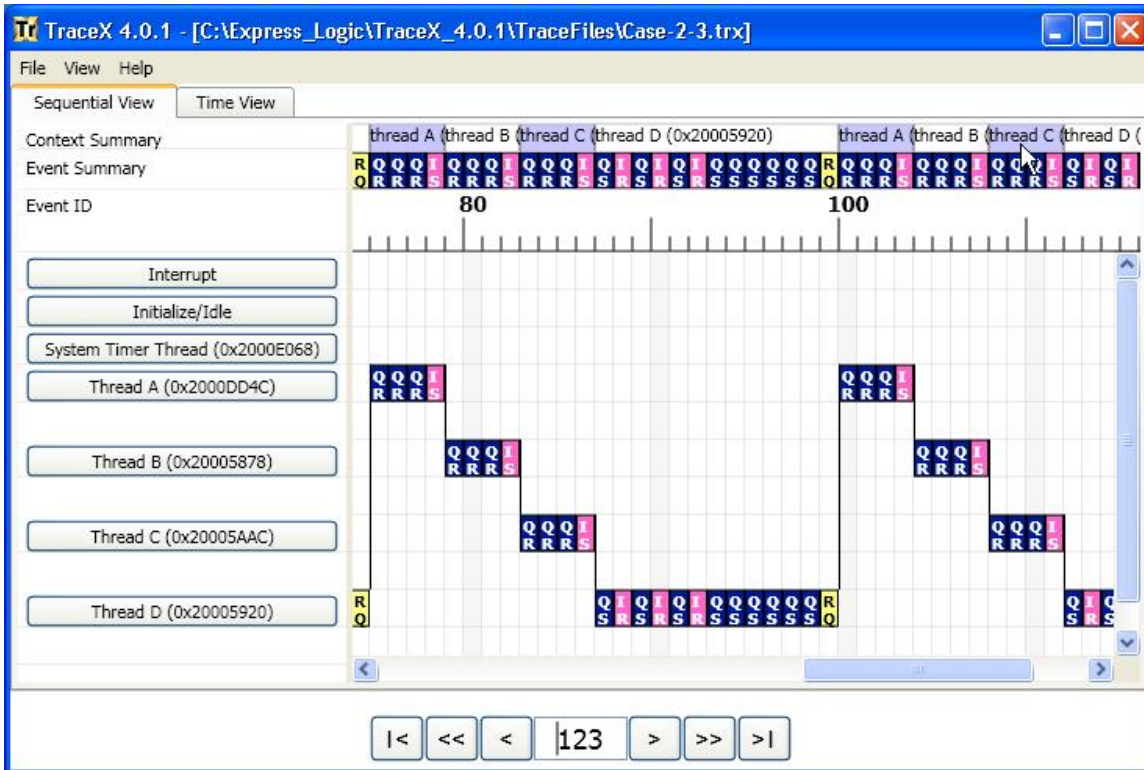 TraceX 4.0.1 - [C:\Express_Logic\TraceX_4.0.1\TraceFiles\Case-2-3.trx]
File View Help
Sequential View Time View
Context Summary thread A ( thread B ( thread C ( thread D (0x20005920) thread A ( thread B ( thread C ( thread D (
Event Summary R Q Q Q I Q Q Q I Q Q Q I Q I Q I Q I Q Q Q Q Q Q R Q Q Q I Q Q Q I Q Q Q I Q I Q I
Q R R R S R R R S R R R S S R S R S R S S S S S S Q R R R S R R R S R R R S S R S R
Event ID 80 100
Interrupt
Initialize/Idle
System Timer Thread (0x2000E068)
Thread A (0x2000DD4C) Q Q Q I Q Q Q I
R R R S R R R S
Thread B (0x20005878) Q Q Q I Q Q Q I
R R R S R R R S
Thread C (0x20005AAC) Q Q Q I Q Q Q I
R R R S R R R S
Thread D (0x20005920) R Q I Q I Q I Q Q Q Q Q Q R Q I Q
Q S R S R S R S S S S S S Q S R S
|< << < 123 > >> >|